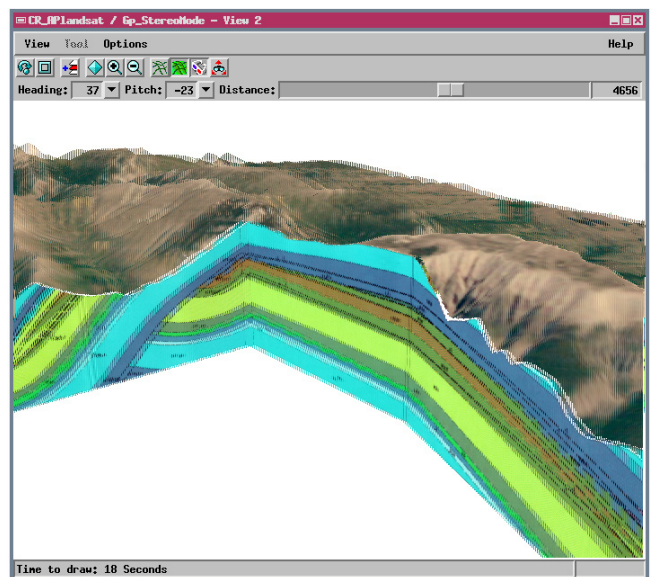 CR_APlandsat / Gp_StereoMode - View 2
View Tool Options Help
Heading: 37 Pitch: -23 Distance: 4656
Time to draw: 18 Seconds